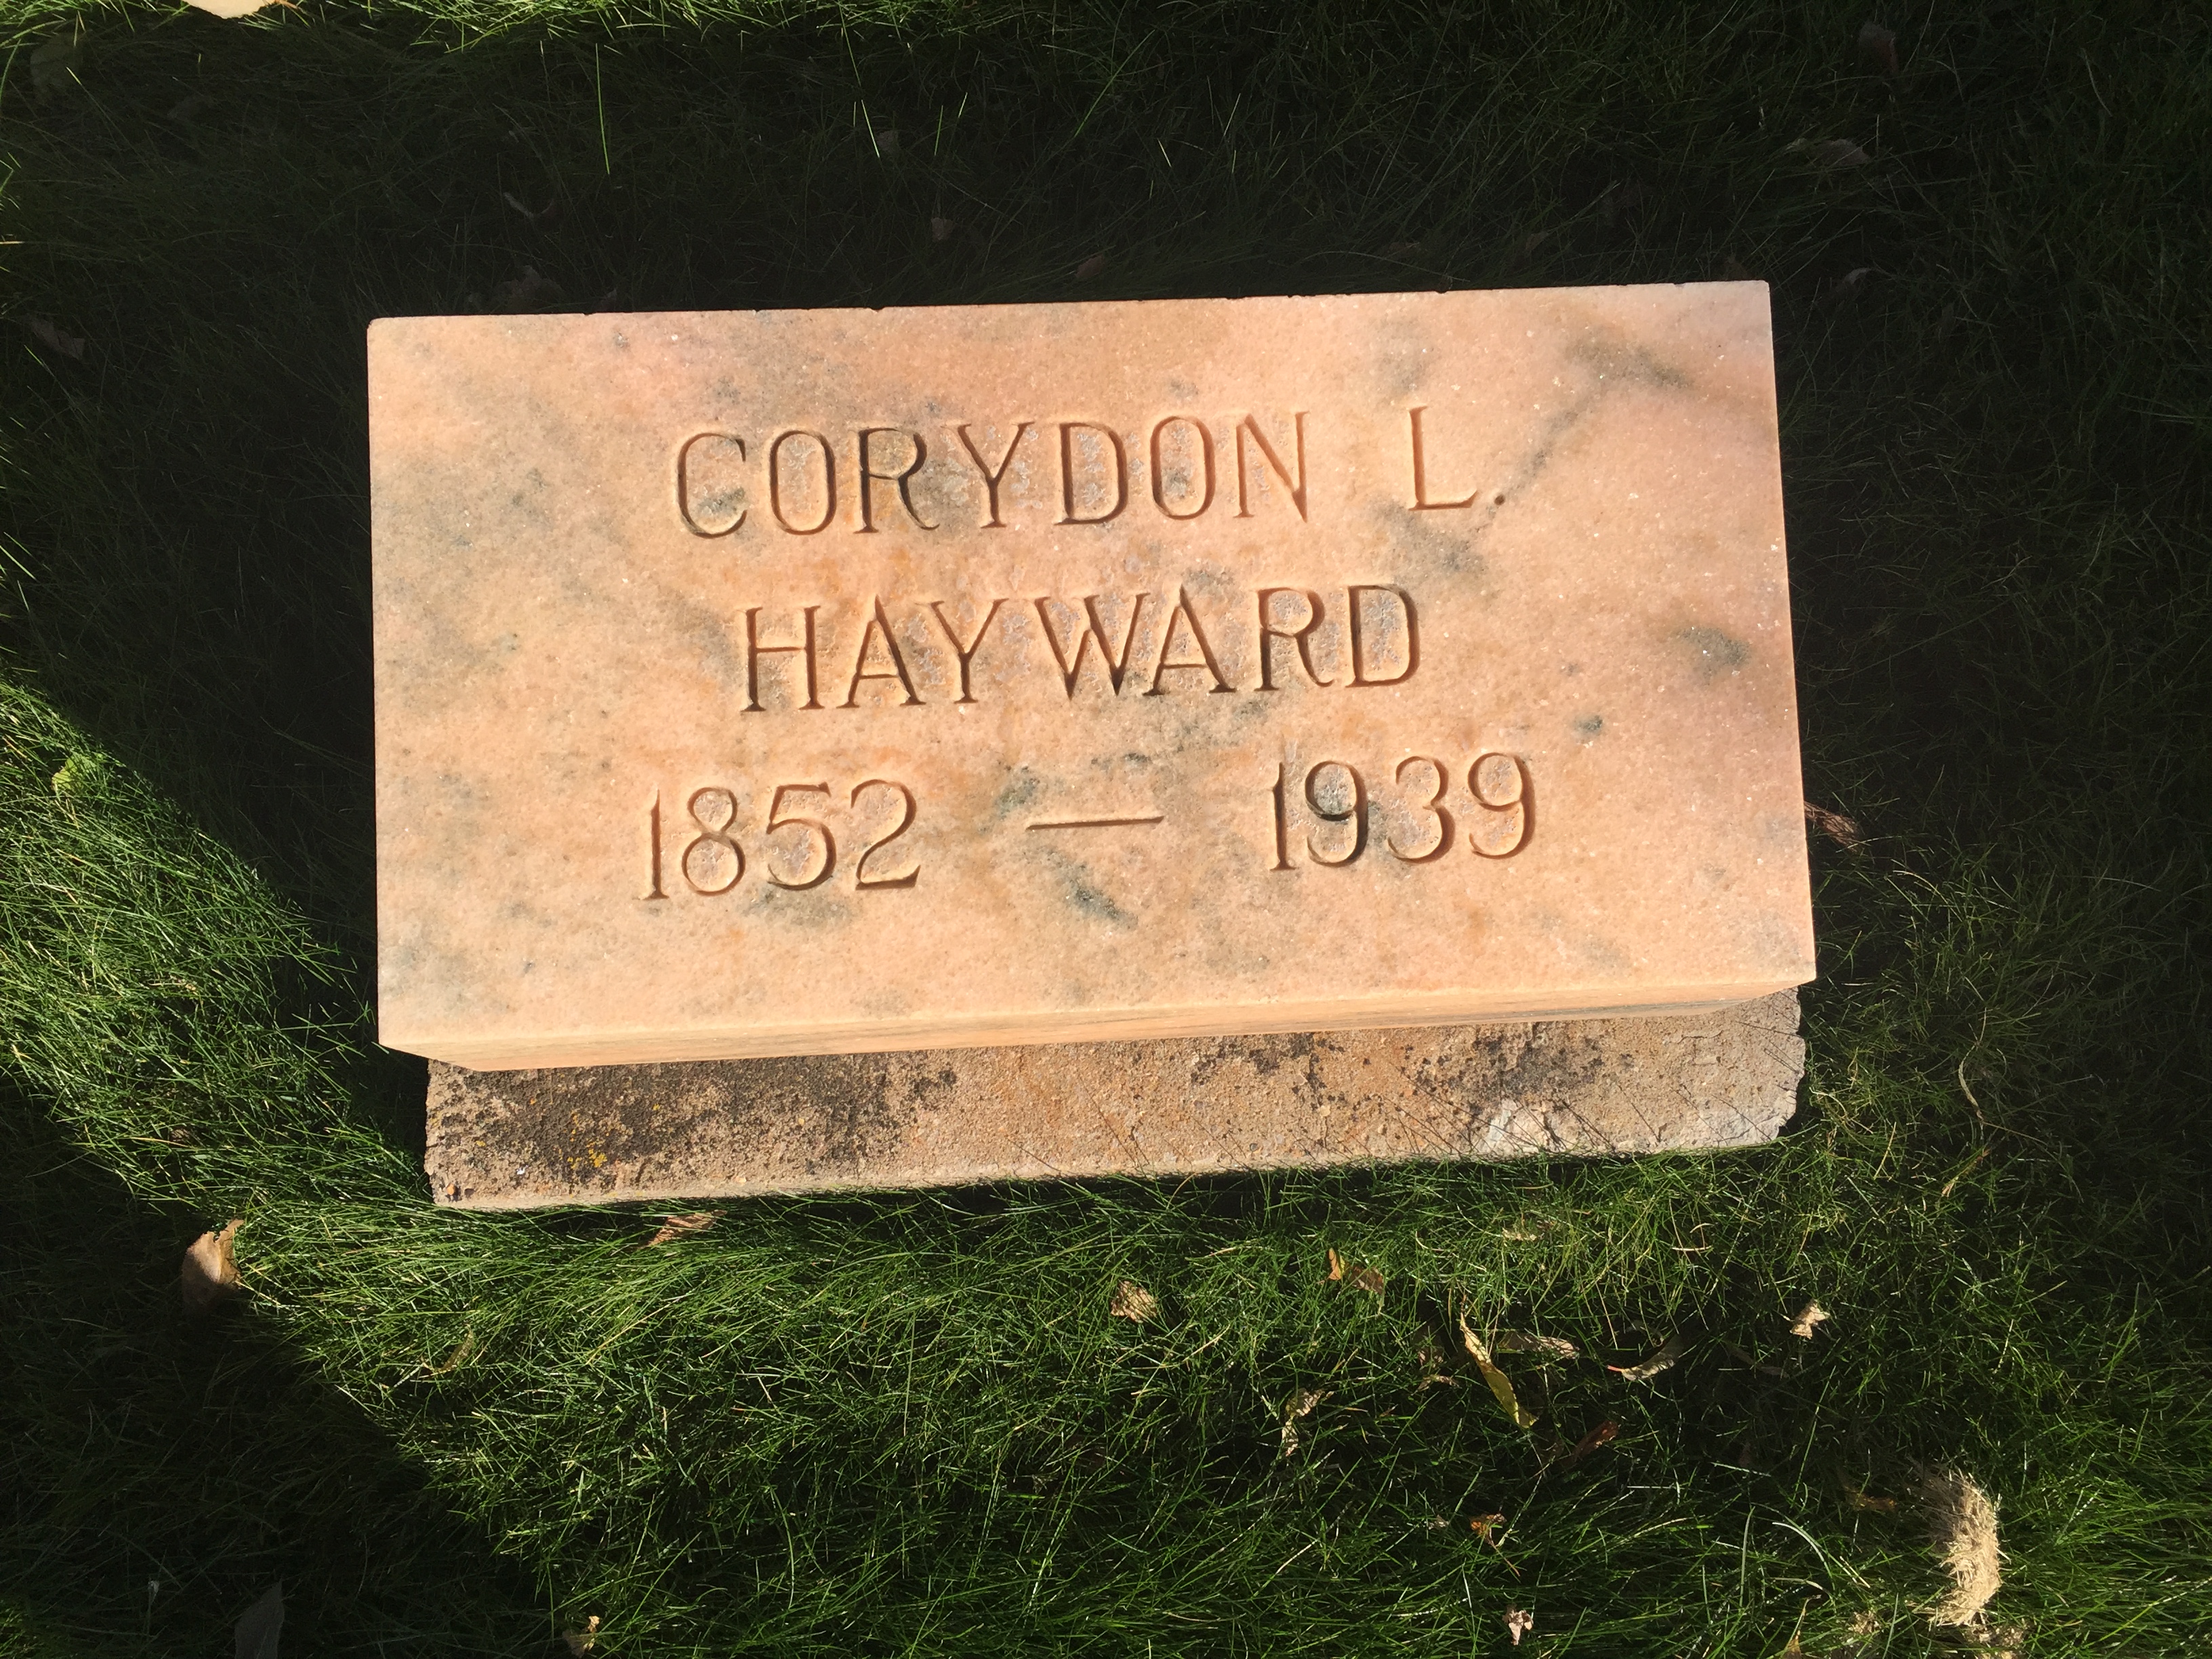 CORYDON L.
HAYWARD
1852 — 1939